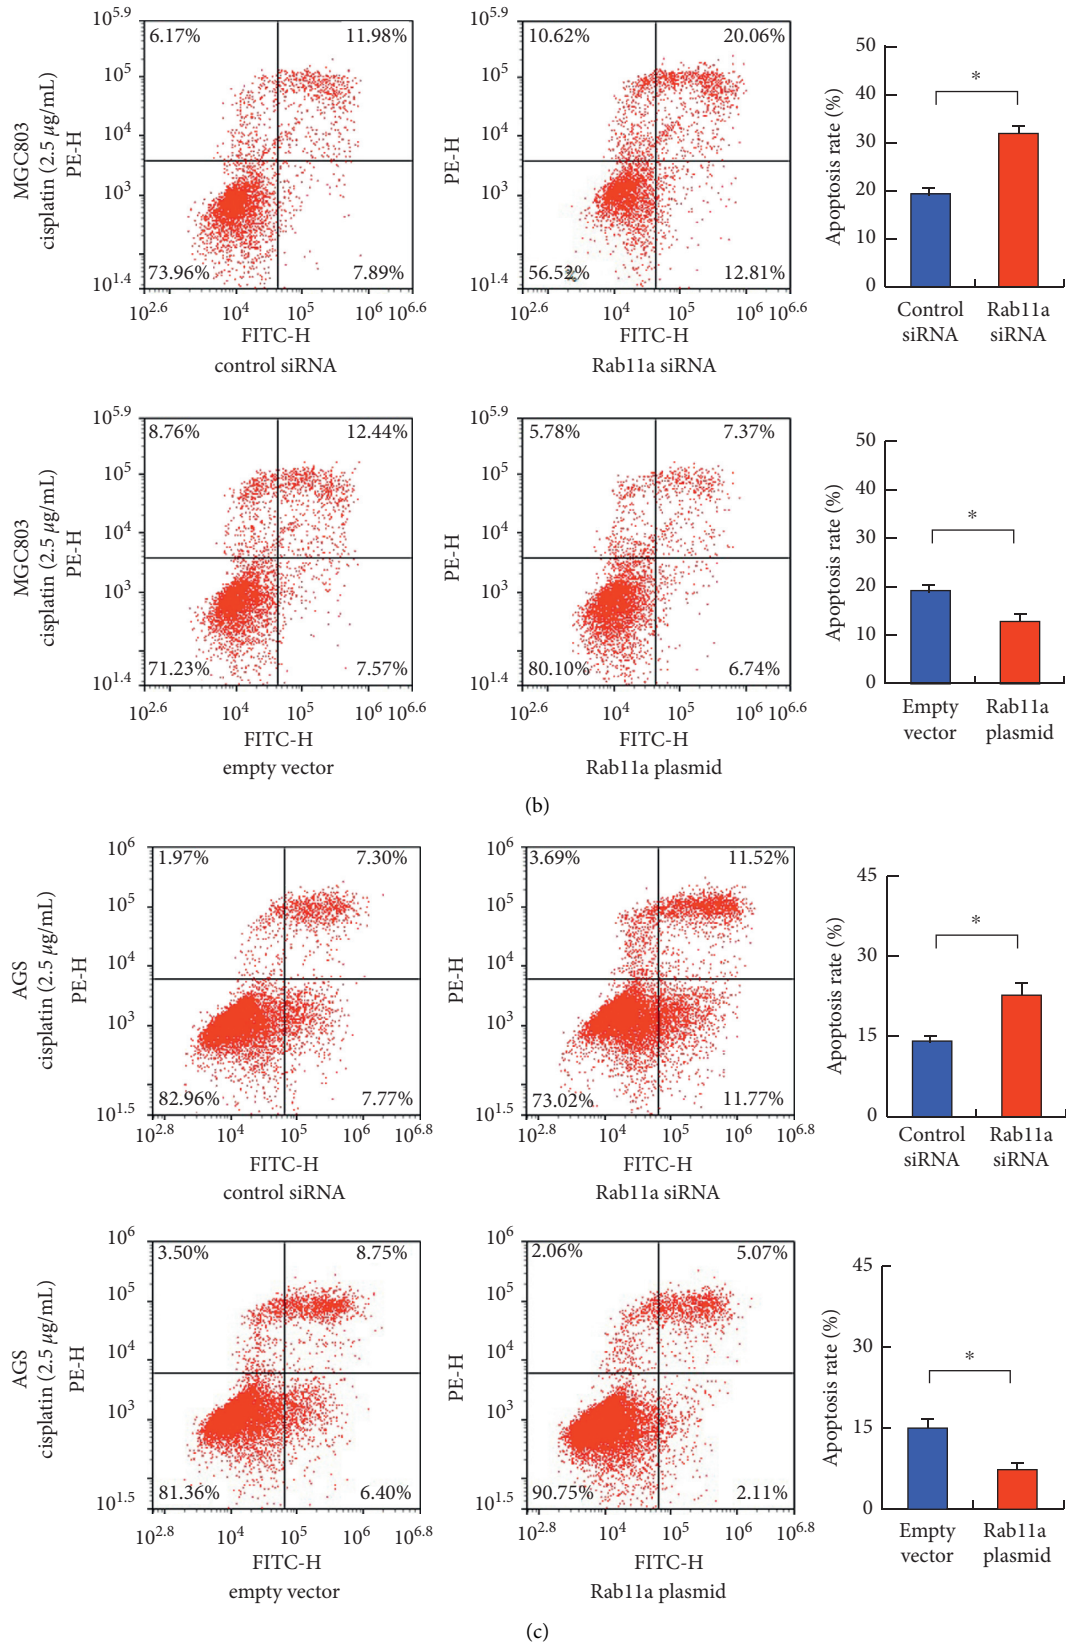 MGC803
cisplatin (2.5 μg/mL)
PE-H
10^5.9
10^5
10^4
10^3
10^1.4
6.17%
11.98%
73.96%
7.89%
10^2.6
10^4
10^5
10^6
10^6.6
FITC-H
control siRNA
PE-H
10^5.9
10^5
10^4
10^3
10^1.4
10.62%
20.06%
56.52%
12.81%
10^2.6
10^4
10^5
10^6
10^6.6
FITC-H
Rab11a siRNA
Apoptosis rate (%)
50
40
30
20
10
0
*
Control
siRNA
Rab11a
siRNA
MGC803
cisplatin (2.5 μg/mL)
PE-H
10^5.9
10^5
10^4
10^3
10^1.4
8.76%
12.44%
71.23%
7.57%
10^2.6
10^4
10^5
10^6
10^6.6
FITC-H
empty vector
PE-H
10^5.9
10^5
10^4
10^3
10^1.4
5.78%
7.37%
80.10%
6.74%
10^2.6
10^4
10^5
10^6
10^6.6
FITC-H
Rab11a plasmid
Apoptosis rate (%)
50
40
30
20
10
0
*
Empty
vector
Rab11a
plasmid
(b)
AGS
cisplatin (2.5 μg/mL)
PE-H
10^6
10^5
10^4
10^3
10^1.5
1.97%
7.30%
82.96%
7.77%
10^2.8
10^4
10^5
10^6
10^6.8
FITC-H
control siRNA
PE-H
10^6
10^5
10^4
10^3
10^1.5
3.69%
11.52%
73.02%
11.77%
10^2.8
10^4
10^5
10^6
10^6.8
FITC-H
Rab11a siRNA
Apoptosis rate (%)
45
30
15
0
*
Control
siRNA
Rab11a
siRNA
AGS
cisplatin (2.5 μg/mL)
PE-H
10^6
10^5
10^4
10^3
10^1.5
3.50%
8.75%
81.36%
6.40%
10^2.8
10^4
10^5
10^6
10^6.8
FITC-H
empty vector
PE-H
10^6
10^5
10^4
10^3
10^1.5
2.06%
5.07%
90.75%
2.11%
10^2.8
10^4
10^5
10^6
10^6.8
FITC-H
Rab11a plasmid
Apoptosis rate (%)
45
30
15
0
*
Empty
vector
Rab11a
plasmid
(c)